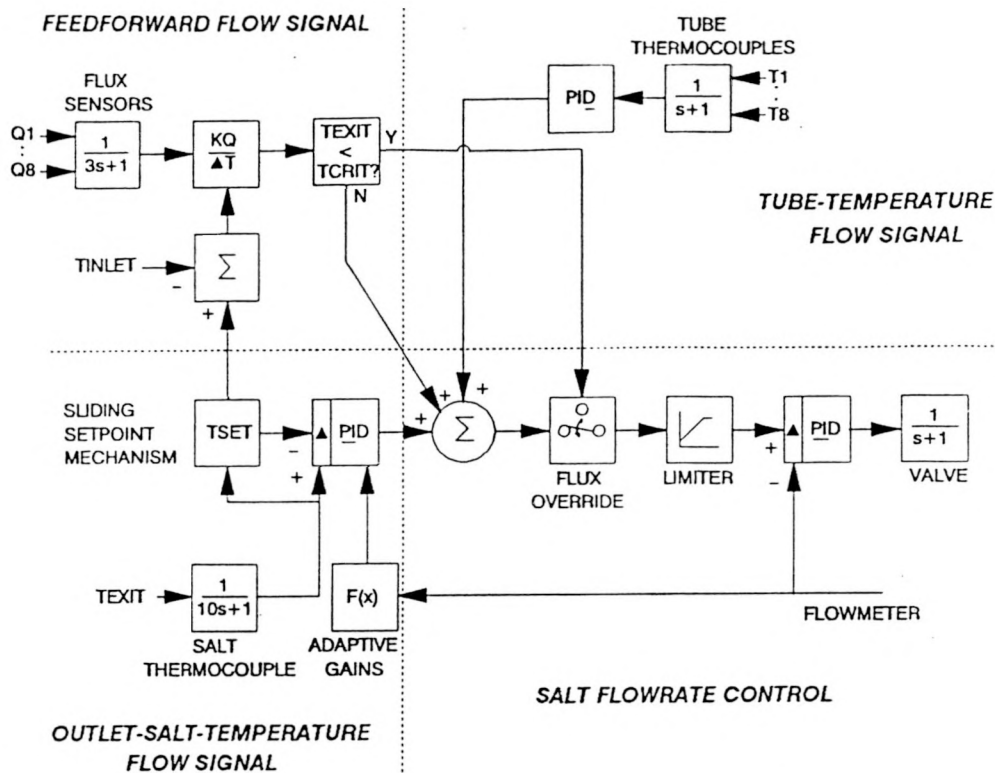 FEEDFORWARD FLOW SIGNAL
FLUX
SENSORS
Q1
Q8
1
3s+1
KQ
▲T
TEXIT
<
TCRIT?
Y
N
TINLET
-
+
Σ
TUBE
THERMOCOUPLES
PID
1
s+1
T1
T8
TUBE-TEMPERATURE
FLOW SIGNAL
SLIDING
SETPOINT
MECHANISM
TSET
-
+
▲ PID
+
+
+
Σ
FLUX
OVERRIDE
LIMITER
+
-
▲ PID
1
s+1
VALVE
TEXIT
1
10s+1
SALT
THERMOCOUPLE
F(x)
ADAPTIVE
GAINS
FLOWMETER
SALT FLOWRATE CONTROL
OUTLET-SALT-TEMPERATURE
FLOW SIGNAL